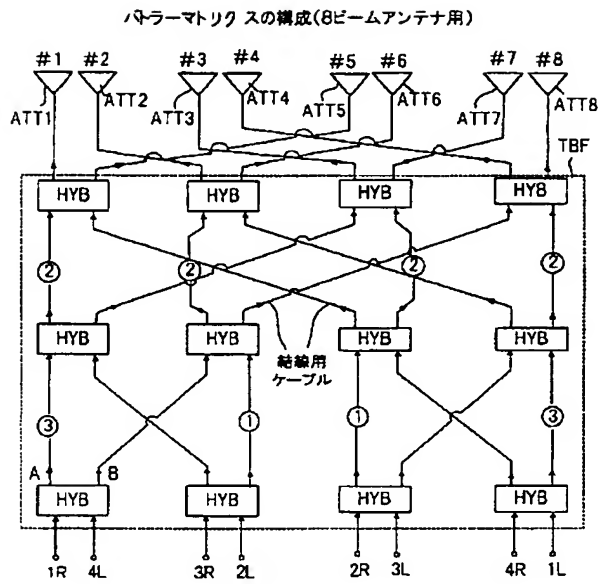 バトラーマトリクスの構成(8ビームアンテナ用)
#1 #2 #3 #4 #5 #6 #7 #8
ATT1 ATT2 ATT3 ATT4 ATT5 ATT6 ATT7 ATT8
TBF
HYB HYB HYB HYB
② ② ② ②
HYB HYB HYB HYB
結線用
ケーブル
③ ① ① ③
A B
HYB HYB HYB HYB
1R 4L 3R 2L 2R 3L 4R 1L